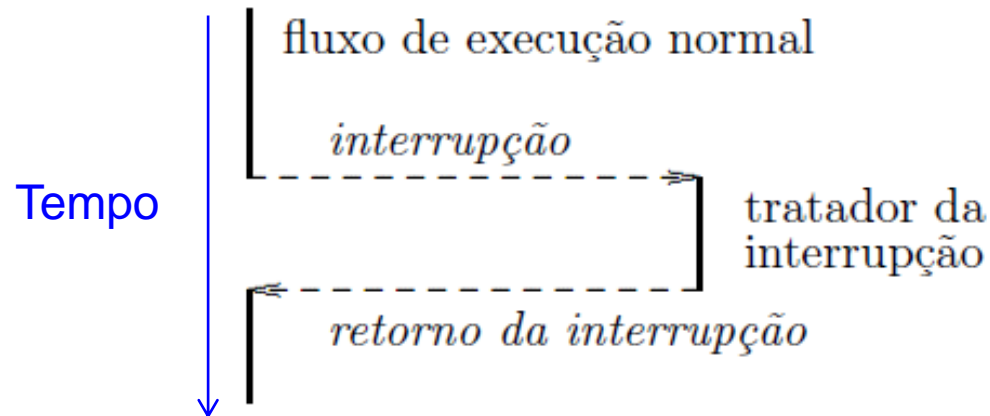 fluxo de execução normal
interrupção
Tempo
tratador da
interrupção
retorno da interrupção